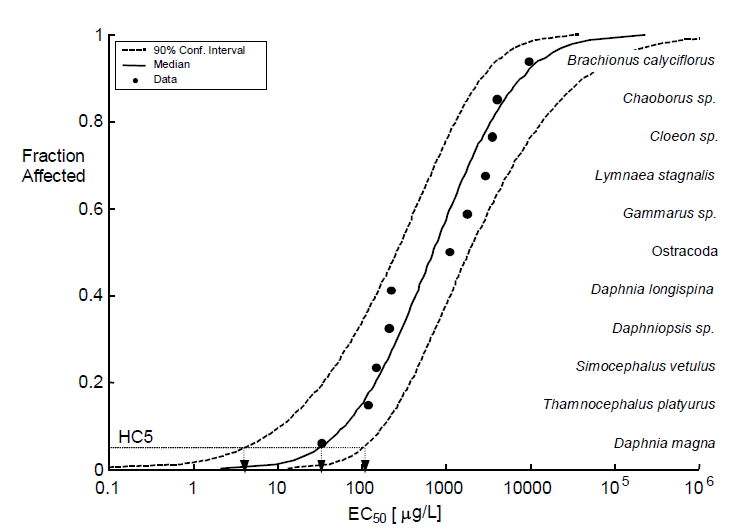 1
90% Conf. Interval
Median
Data
Brachionus calyciflorus
Chaoborus sp.
0.8
Cloeon sp.
Fraction
Affected
Lymnaea stagnalis
0.6
Gammarus sp.
Ostracoda
0.4
Daphnia longispina
Daphniopsis sp.
Simocephalus vetulus
0.2
Thamnocephalus platyurus
HC5
Daphnia magna
0
0.1 1 10 100 1000 10000 10⁵ 10⁶
EC₅₀ [ μg/L]